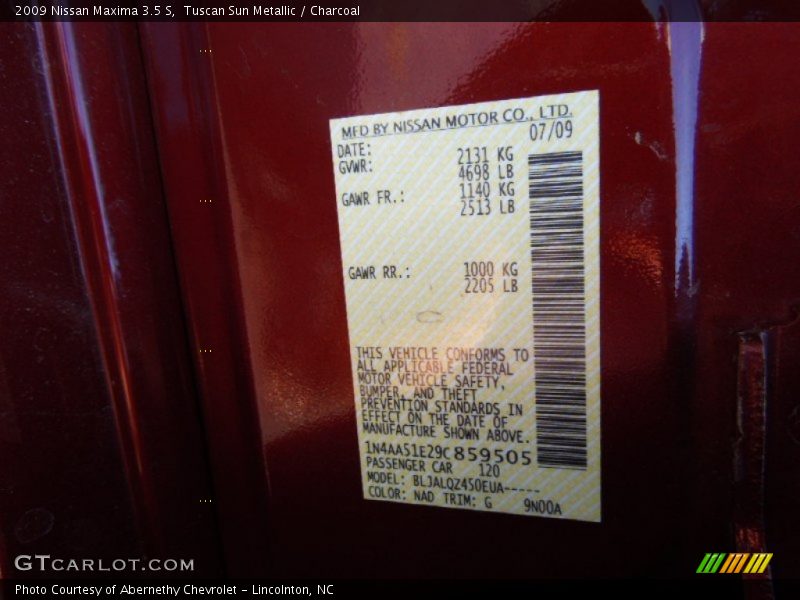 2009 Nissan Maxima 3.5 S,  Tuscan Sun Metallic / Charcoal
MFD BY NISSAN MOTOR CO., LTD.
DATE: 07/09
GVWR: 2131 KG
4698 LB
GAWR FR.: 1140 KG
2513 LB
GAWR RR.: 1000 KG
2205 LB
THIS VEHICLE CONFORMS TO
ALL APPLICABLE FEDERAL
MOTOR VEHICLE SAFETY,
BUMPER, AND THEFT
PREVENTION STANDARDS IN
EFFECT ON THE DATE OF
MANUFACTURE SHOWN ABOVE.
1N4AA51E29C859505
PASSENGER CAR 120
MODEL: BLJALQZ450EUA-----
COLOR: NAD TRIM: G 9N00A
GTCARLOT.COM
Photo Courtesy of Abernethy Chevrolet – Lincolnton, NC